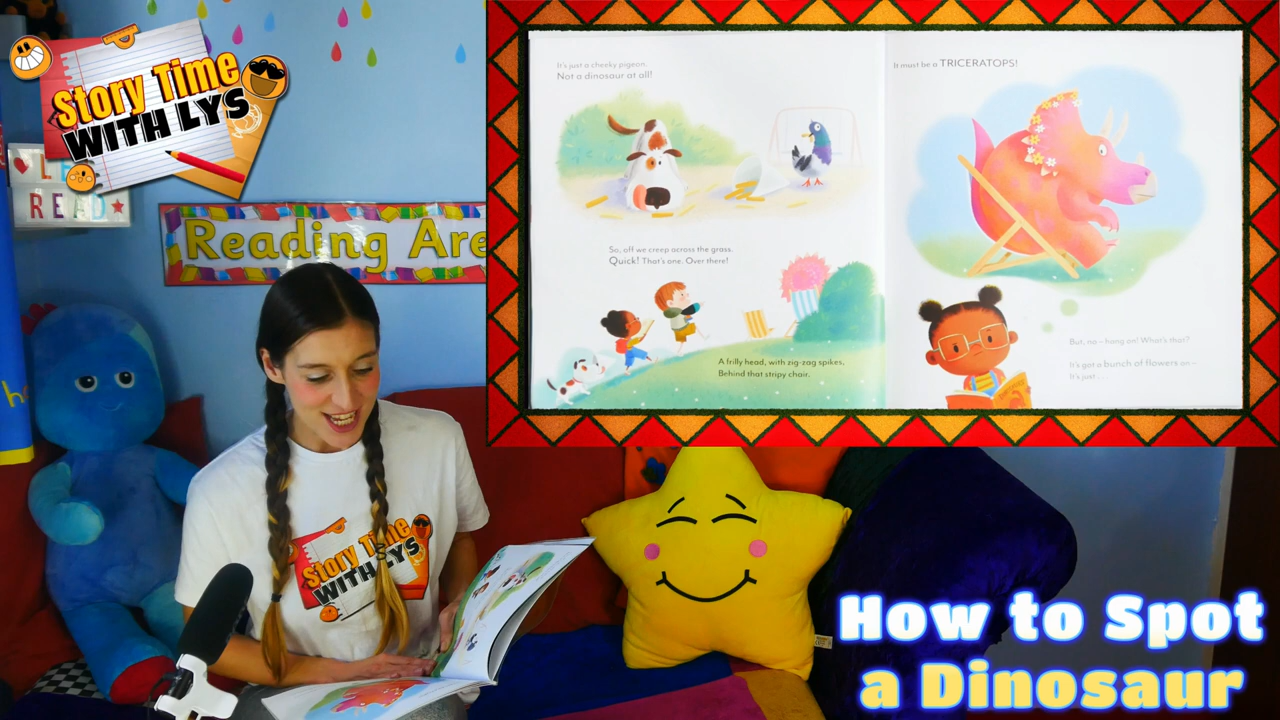 Story Time
WITH LYS
LE
READ
Reading Are
It's just a cheeky pigeon.
Not a dinosaur at all!
So, off we creep across the grass.
Quick! That's one. Over there!
A frilly head, with zig-zag spikes,
Behind that stripy chair.
It must be a TRICERATOPS!
But, no – hang on! What's that?
It's got a bunch of flowers on –
It's just ...
Story Time
WITH LYS
How to Spot
a Dinosaur